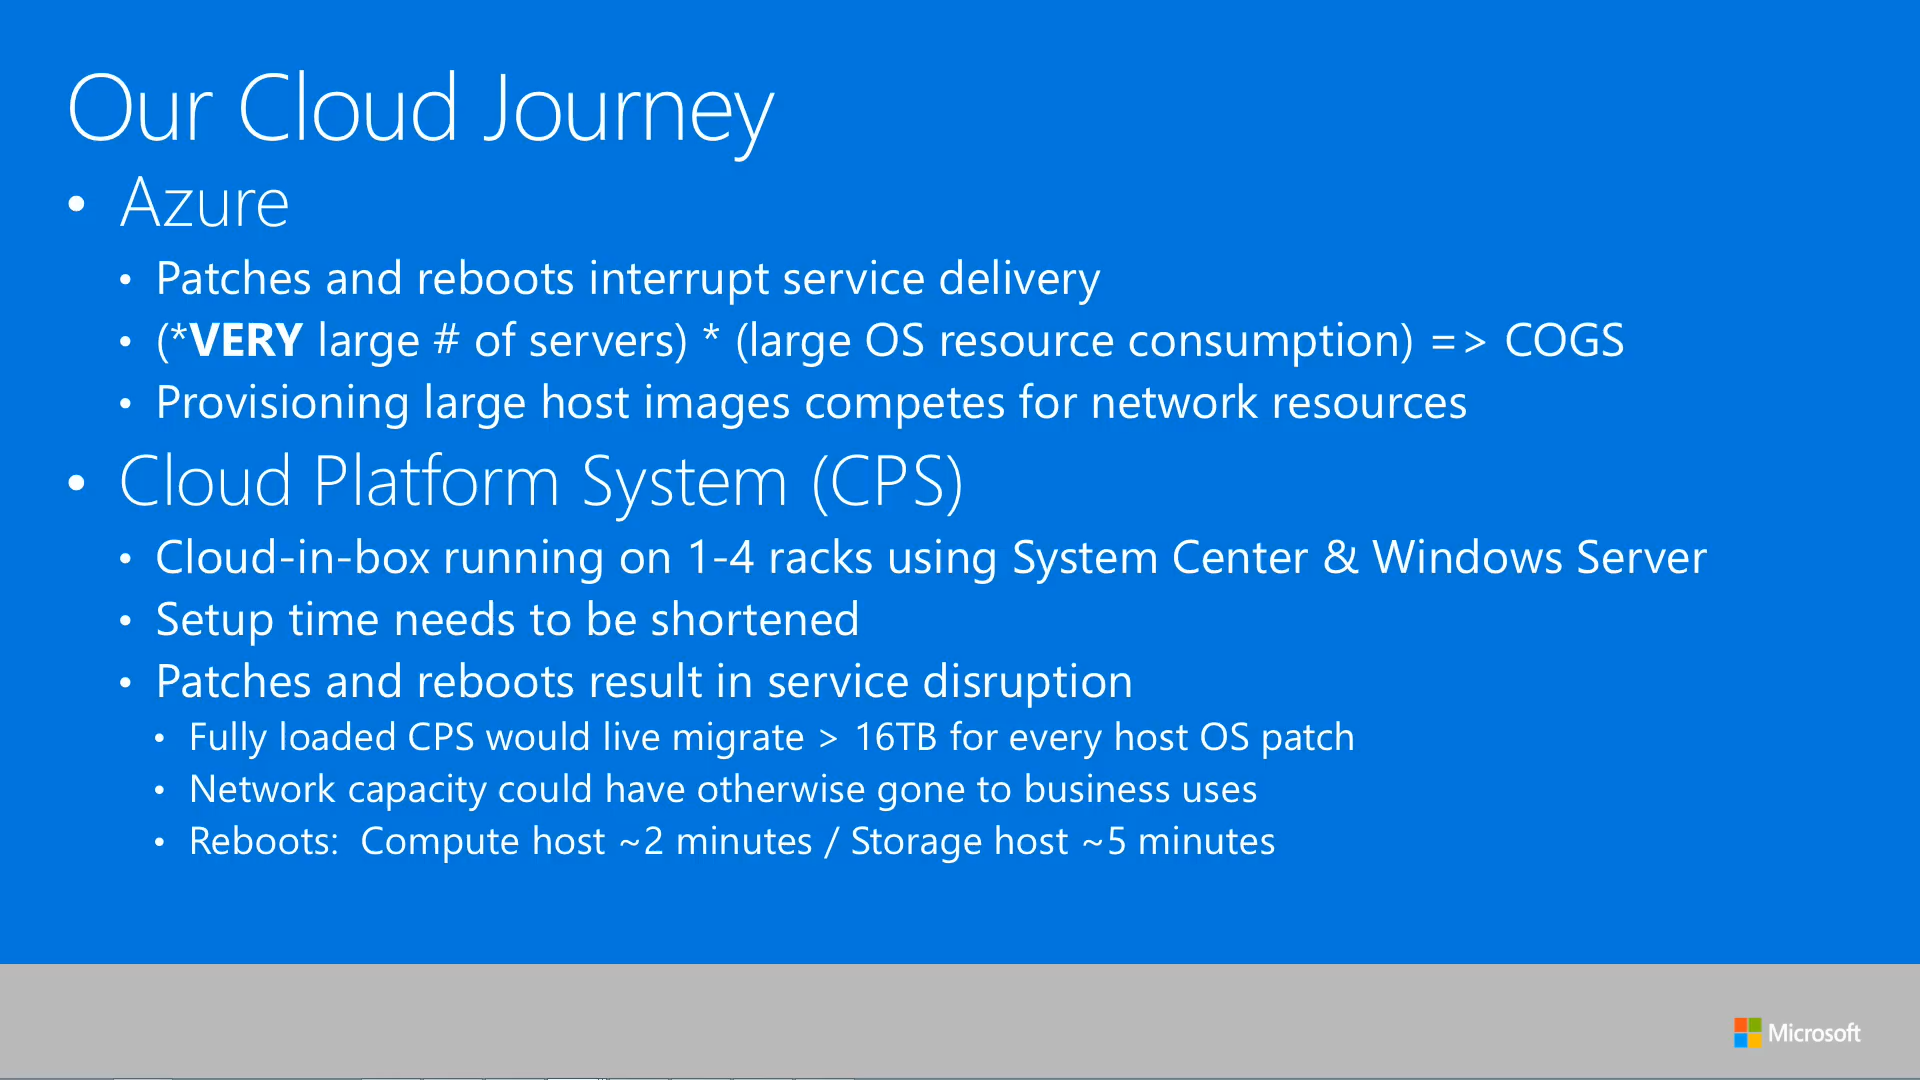 Our Cloud Journey
• Azure
• Patches and reboots interrupt service delivery
• (*VERY large # of servers) * (large OS resource consumption) => COGS
• Provisioning large host images competes for network resources
• Cloud Platform System (CPS)
• Cloud-in-box running on 1-4 racks using System Center & Windows Server
• Setup time needs to be shortened
• Patches and reboots result in service disruption
• Fully loaded CPS would live migrate > 16TB for every host OS patch
• Network capacity could have otherwise gone to business uses
• Reboots:  Compute host ~2 minutes / Storage host ~5 minutes
Microsoft